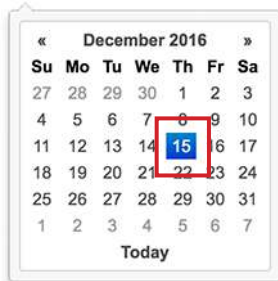 « December 2016 »
Su Mo Tu We Th Fr Sa
27 28 29 30 1 2 3
4 5 6 7 8 9 10
11 12 13 14 15 16 17
18 19 20 21 22 23 24
25 26 27 28 29 30 31
1 2 3 4 5 6 7
Today